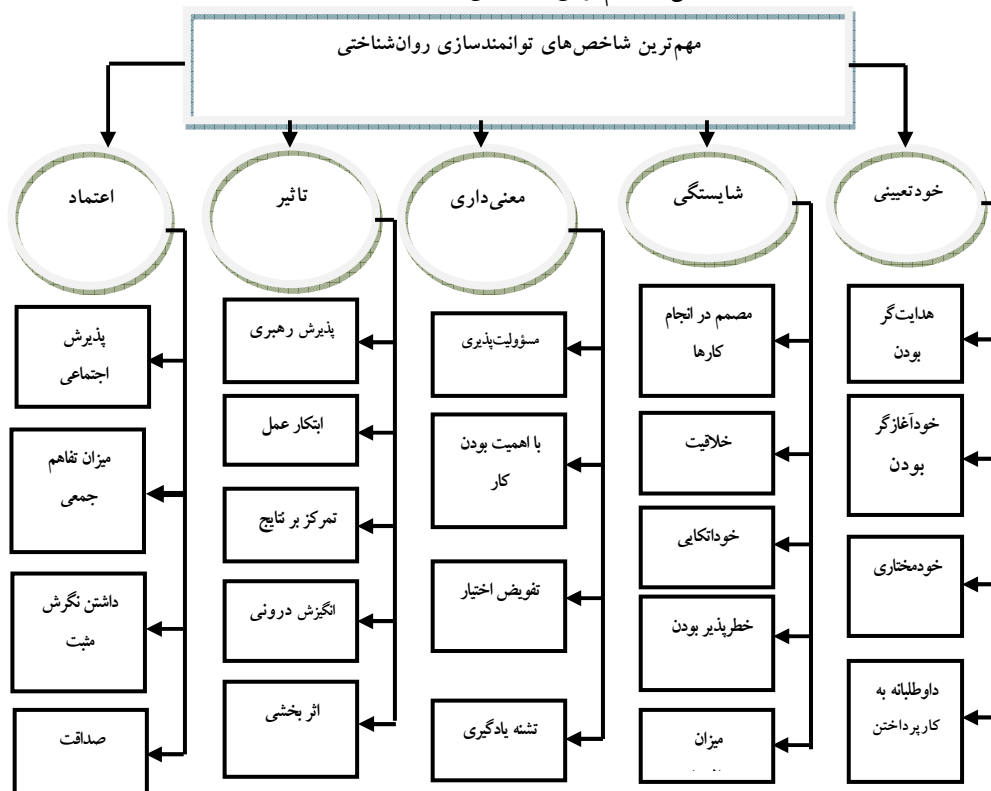 مهم‌ترین شاخص‌های توانمندسازی روان‌شناختی
خودتعیینی
هدایت‌گر
بودن
خودآغازگر
بودن
خودمختاری
داوطلبانه به
کار پرداختن
شایستگی
مصمم در انجام
کارها
خلاقیت
خوداتکایی
خطرپذیر بودن
میزان
معنی‌داری
مسؤولیت‌پذیری
با اهمیت بودن
کار
تفویض اختیار
تشنه یادگیری
تاثیر
پذیرش رهبری
ابتکار عمل
تمرکز بر نتایج
انگیزش درونی
اثر بخشی
اعتماد
پذیرش
اجتماعی
میزان تفاهم
جمعی
داشتن نگرش
مثبت
صداقت